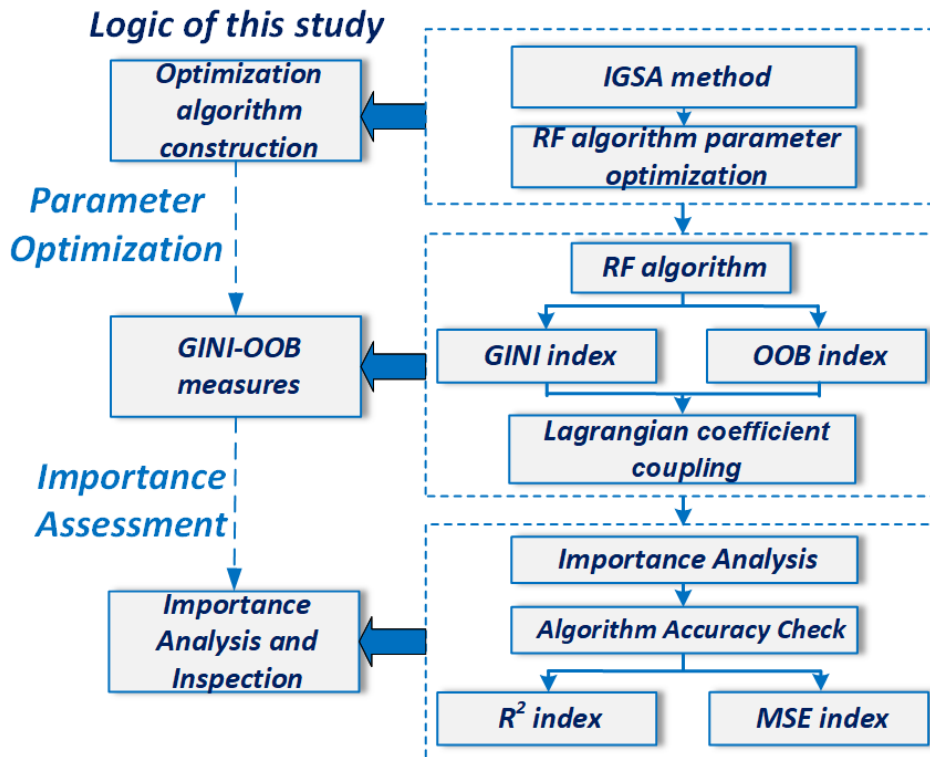 Logic of this study
Optimization
algorithm
construction
IGSA method
RF algorithm parameter
optimization
Parameter
Optimization
RF algorithm
GINI-OOB
measures
GINI index
OOB index
Lagrangian coefficient
coupling
Importance
Assessment
Importance
Analysis and
Inspection
Importance Analysis
Algorithm Accuracy Check
R² index
MSE index